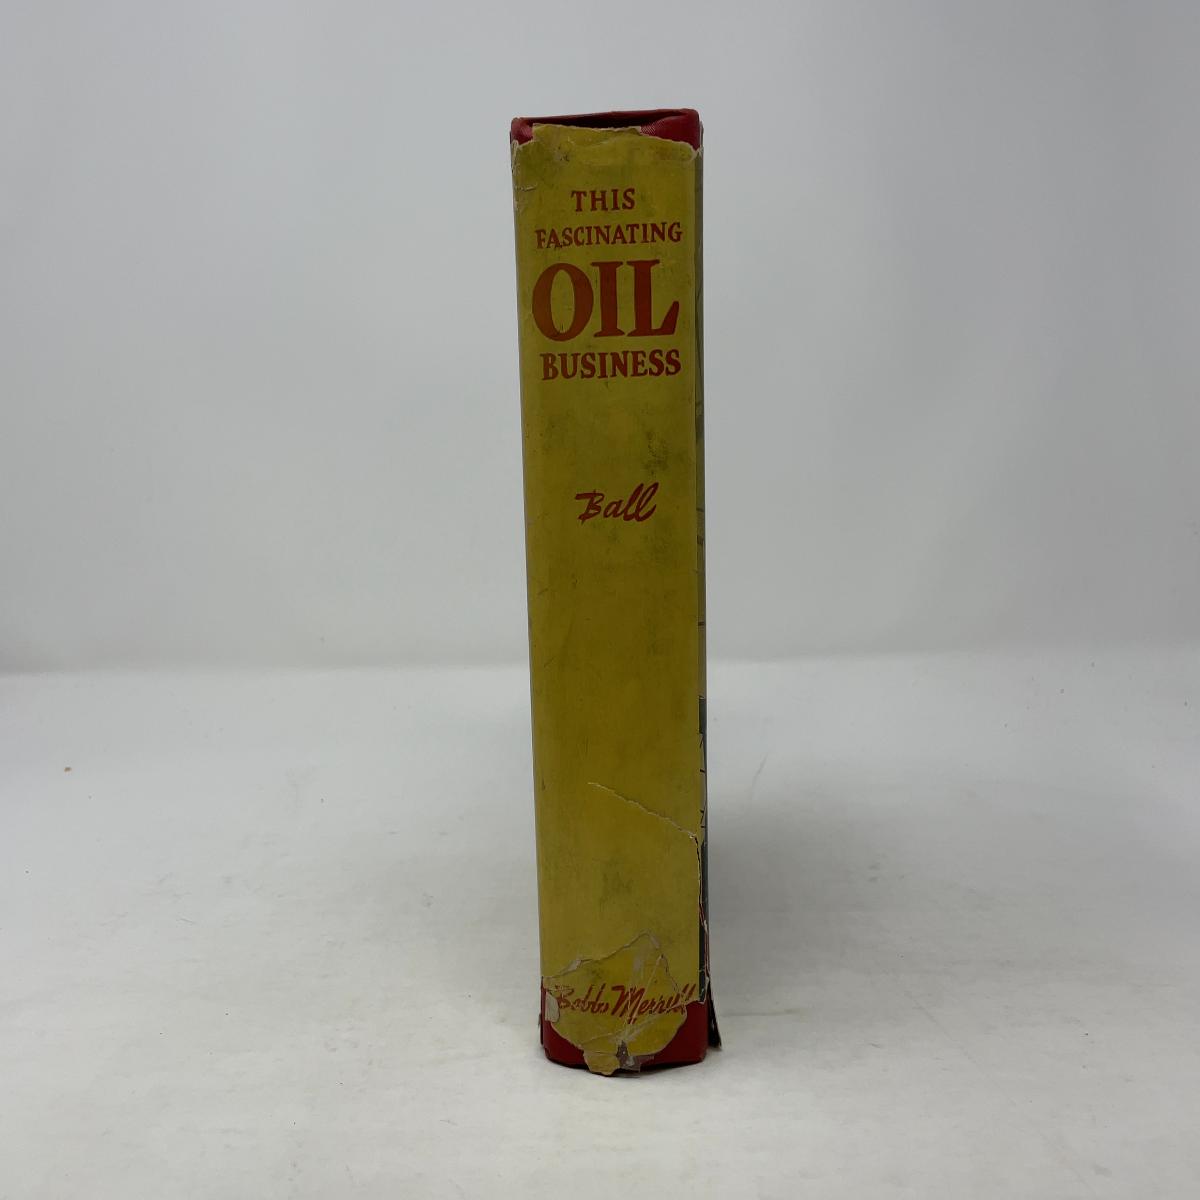 THIS
FASCINATING
OIL
BUSINESS
Ball
Bobbs Merrill